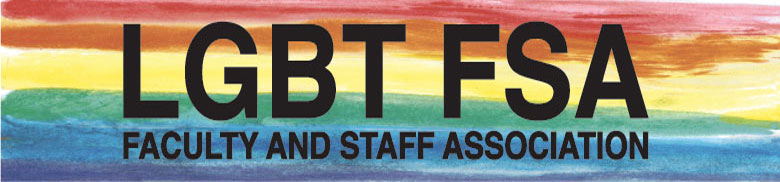 LGBT FSA
FACULTY AND STAFF ASSOCIATION